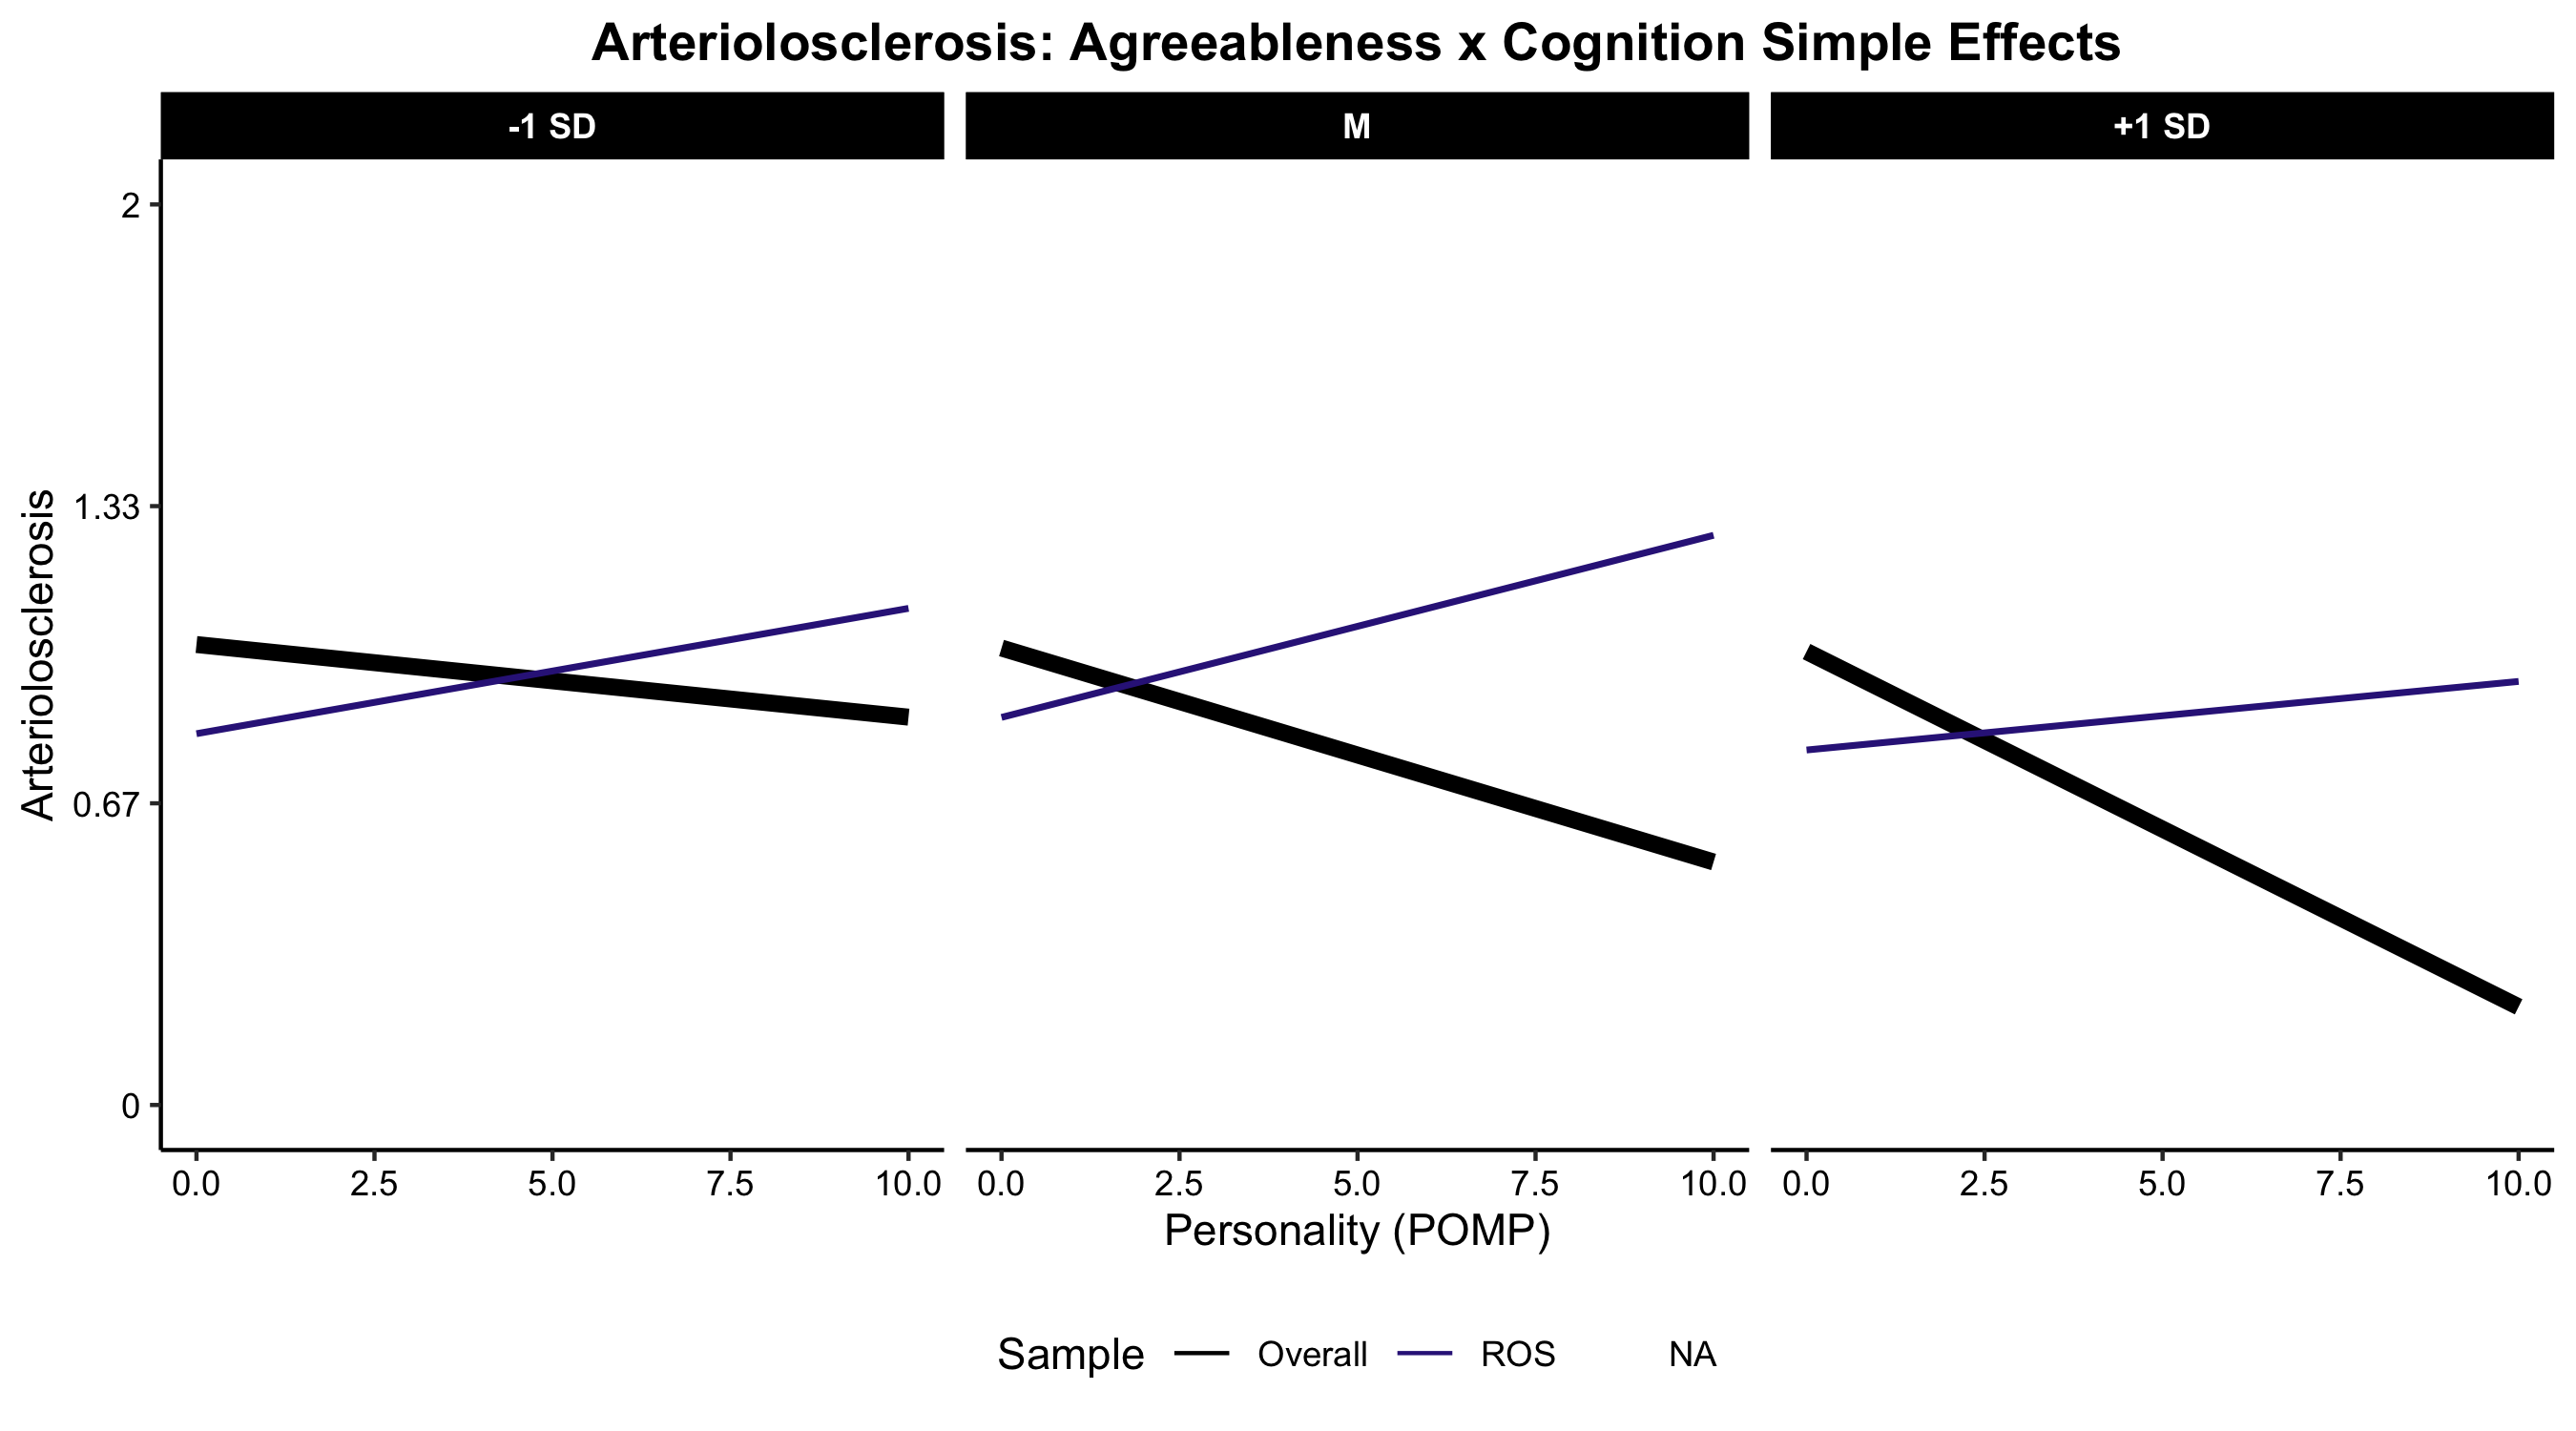 Arteriolosclerosis: Agreeableness x Cognition Simple Effects
-1 SD
M
+1 SD
Arteriolosclerosis
2
1.33
0.67
0
0.0 2.5 5.0 7.5 10.0
0.0 2.5 5.0 7.5 10.0
0.0 2.5 5.0 7.5 10.0
Personality (POMP)
Sample Overall ROS NA